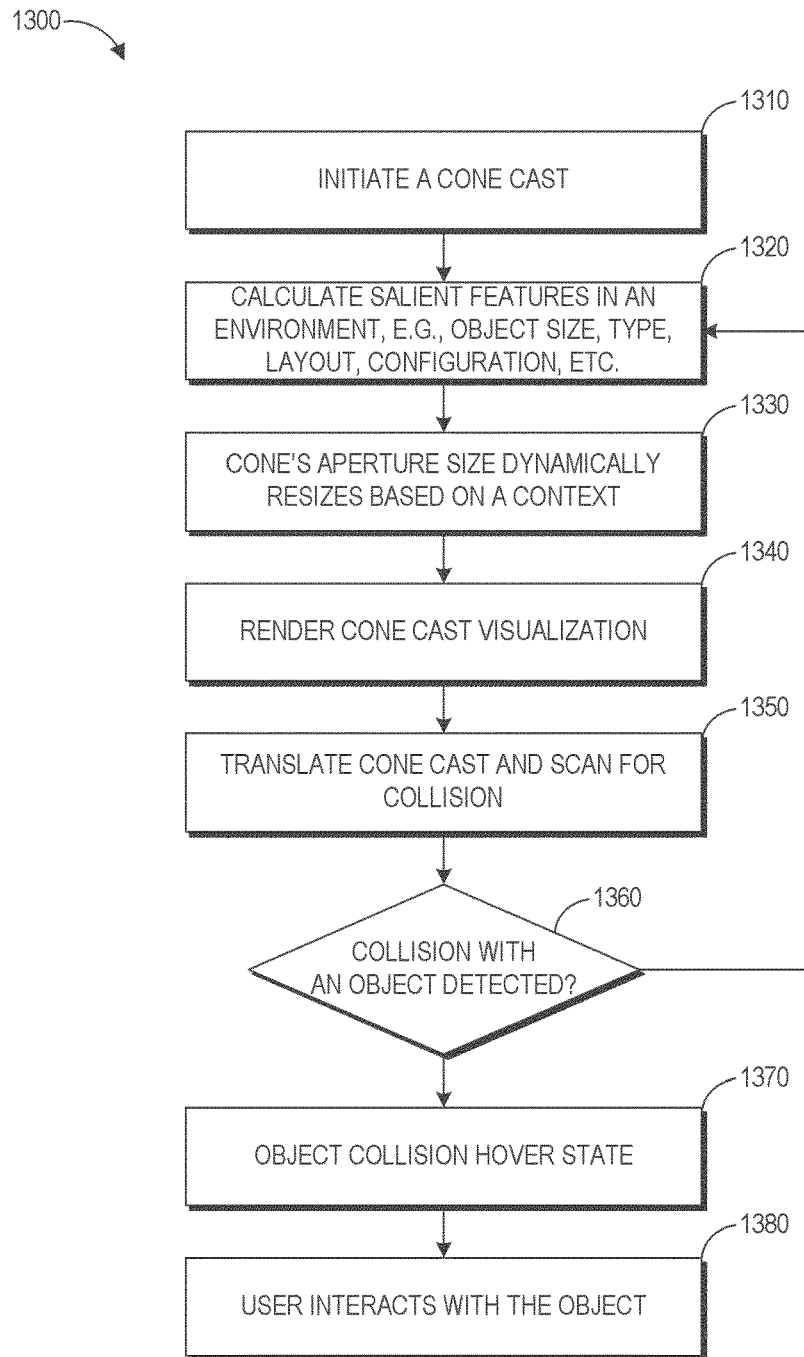 1300
1310
INITIATE A CONE CAST
1320
CALCULATE SALIENT FEATURES IN AN
ENVIRONMENT, E.G., OBJECT SIZE, TYPE,
LAYOUT, CONFIGURATION, ETC.
1330
CONE'S APERTURE SIZE DYNAMICALLY
RESIZES BASED ON A CONTEXT
1340
RENDER CONE CAST VISUALIZATION
1350
TRANSLATE CONE CAST AND SCAN FOR
COLLISION
1360
COLLISION WITH
AN OBJECT DETECTED?
1370
OBJECT COLLISION HOVER STATE
1380
USER INTERACTS WITH THE OBJECT